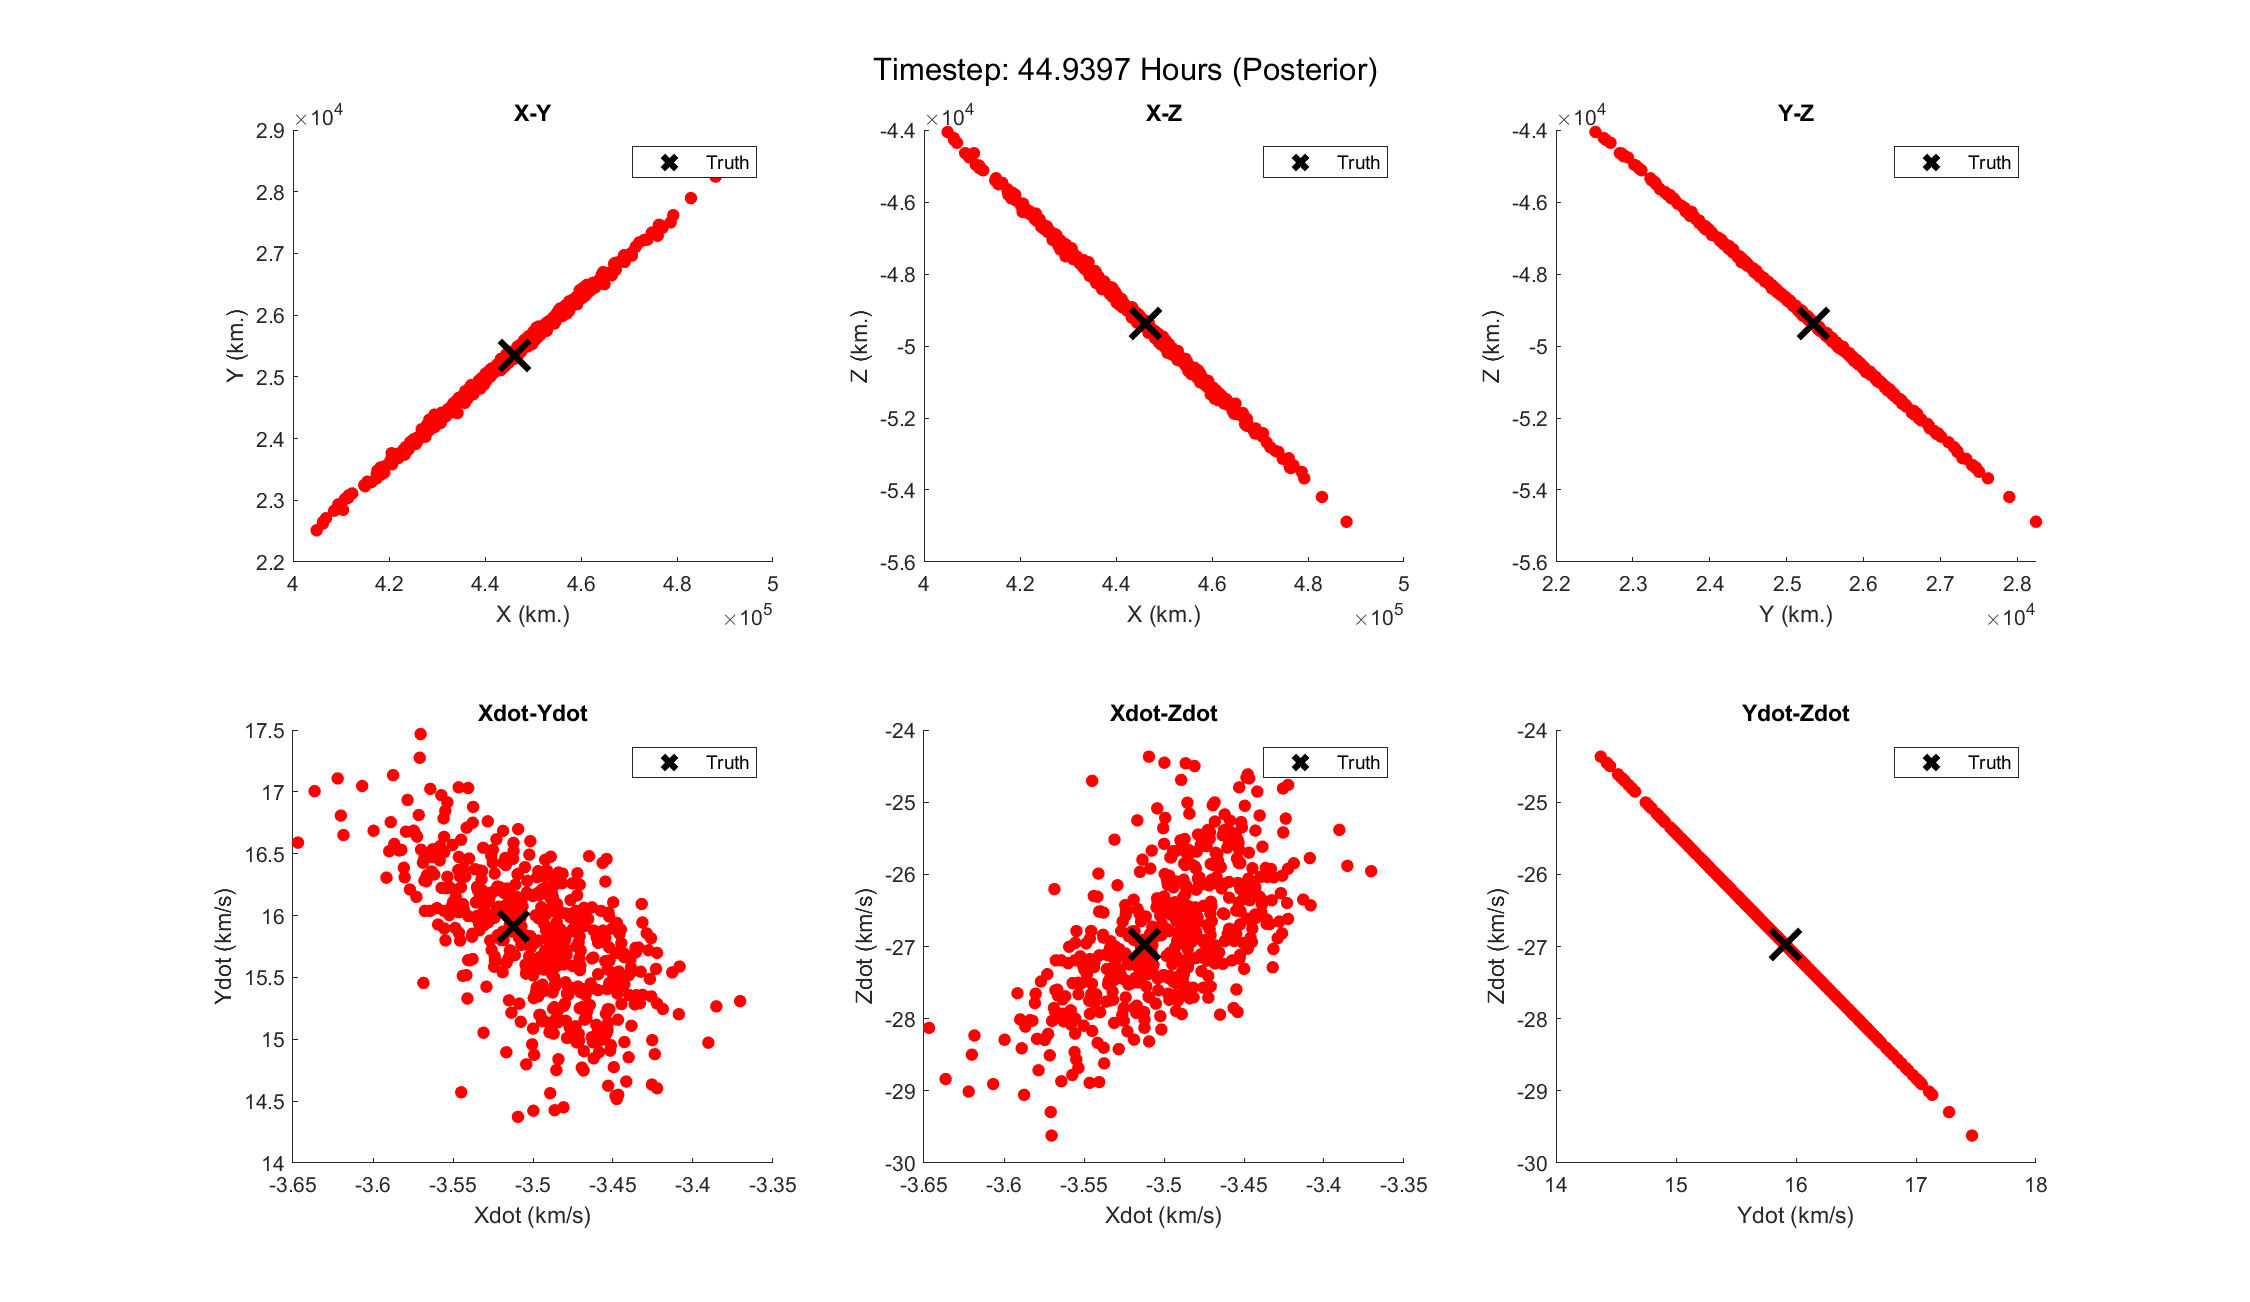 Timestep: 44.9397 Hours (Posterior)
X-Y
×10^4
2.9
2.8
2.7
2.6
2.5
2.4
2.3
2.2
Y (km.)
4 4.2 4.4 4.6 4.8 5
X (km.)
×10^5
Truth
X-Z
×10^4
-4.4
-4.6
-4.8
-5
-5.2
-5.4
-5.6
Z (km.)
4 4.2 4.4 4.6 4.8 5
X (km.)
×10^5
Truth
Y-Z
×10^4
-4.4
-4.6
-4.8
-5
-5.2
-5.4
-5.6
Z (km.)
2.2 2.3 2.4 2.5 2.6 2.7 2.8
Y (km.)
×10^4
Truth
Xdot-Ydot
17.5
17
16.5
16
15.5
15
14.5
14
Ydot (km/s)
-3.65 -3.6 -3.55 -3.5 -3.45 -3.4 -3.35
Xdot (km/s)
Truth
Xdot-Zdot
-24
-25
-26
-27
-28
-29
-30
Zdot (km/s)
-3.65 -3.6 -3.55 -3.5 -3.45 -3.4 -3.35
Xdot (km/s)
Truth
Ydot-Zdot
-24
-25
-26
-27
-28
-29
-30
Zdot (km/s)
14 15 16 17 18
Ydot (km/s)
Truth